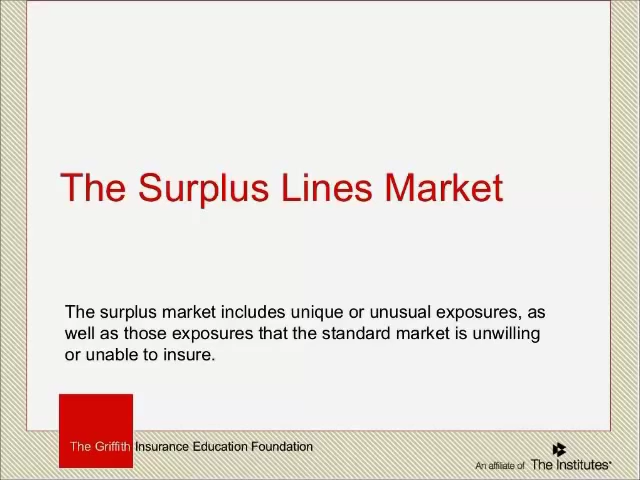 The Surplus Lines Market
The surplus market includes unique or unusual exposures, as
well as those exposures that the standard market is unwilling
or unable to insure.
The Griffith Insurance Education Foundation
An affiliate of The Institutes